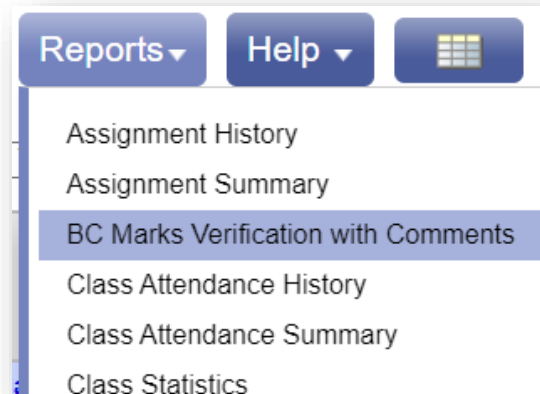 Reports Help
Assignment History
Assignment Summary
BC Marks Verification with Comments
Class Attendance History
Class Attendance Summary
Class Statistics